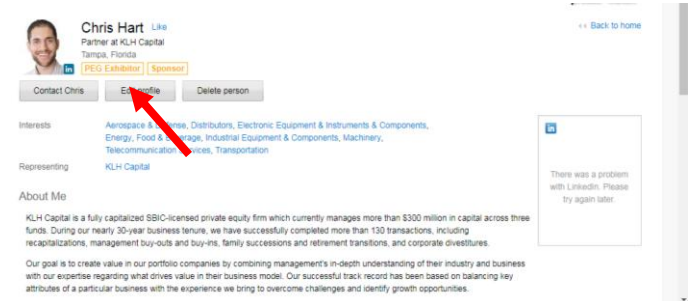 Chris Hart Like
‹‹ Back to home
Partner at KLH Capital
Tampa, Florida
PEG Exhibitor Sponsor
in
Contact Chris Edit profile Delete person
Interests Aerospace & Defense, Distributors, Electronic Equipment & Instruments & Components,
Energy, Food & Beverage, Industrial Equipment & Components, Machinery,
Telecommunication Services, Transportation
Representing KLH Capital
in
There was a problem
with LinkedIn. Please
try again later.
About Me
KLH Capital is a fully capitalized SBIC-licensed private equity firm which currently manages more than $300 million in capital across three
funds. During our nearly 30-year business tenure, we have successfully completed more than 130 transactions, including
recapitalizations, management buy-outs and buy-ins, family successions and retirement transitions, and corporate divestitures.
Our goal is to create value in our portfolio companies by combining management's in-depth understanding of their industry and business
with our expertise regarding what drives value in their business model. Our successful track record has been based on balancing key
attributes of a particular business with the experience we bring to overcome challenges and identify growth opportunities.